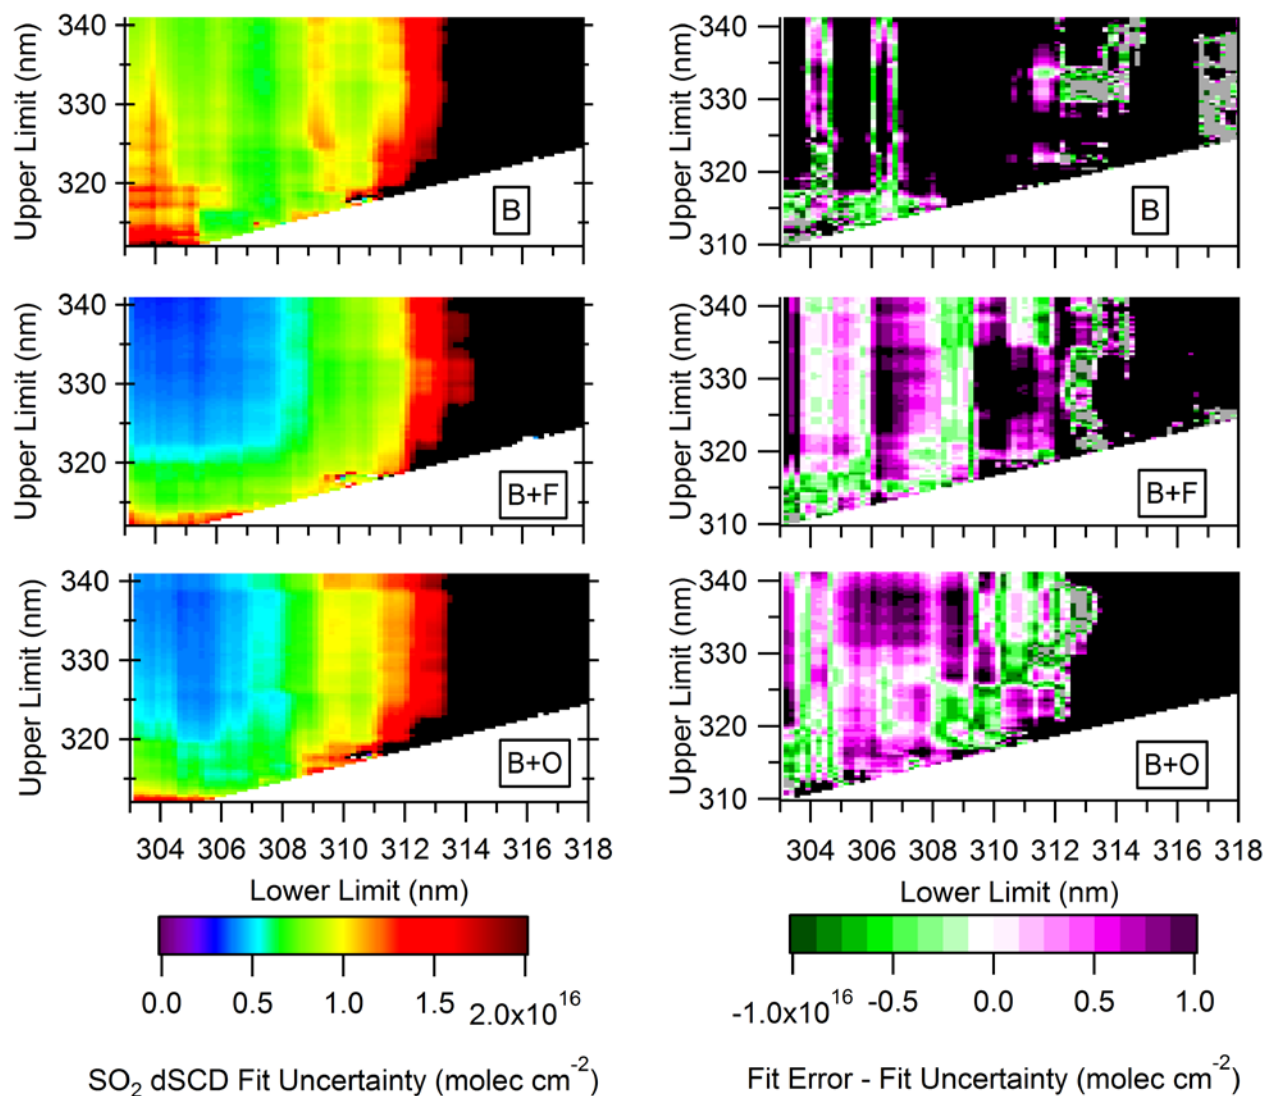 340
330
320
Upper Limit (nm)
B
340
330
320
310
Upper Limit (nm)
B
340
330
320
Upper Limit (nm)
B+F
340
330
320
310
Upper Limit (nm)
B+F
340
330
320
Upper Limit (nm)
B+O
304 306 308 310 312 314 316 318
Lower Limit (nm)
340
330
320
310
Upper Limit (nm)
B+O
304 306 308 310 312 314 316 318
Lower Limit (nm)
0.0 0.5 1.0 1.5 2.0x10^16
SO2 dSCD Fit Uncertainty (molec cm^-2)
-1.0x10^16 -0.5 0.0 0.5 1.0
Fit Error - Fit Uncertainty (molec cm^-2)